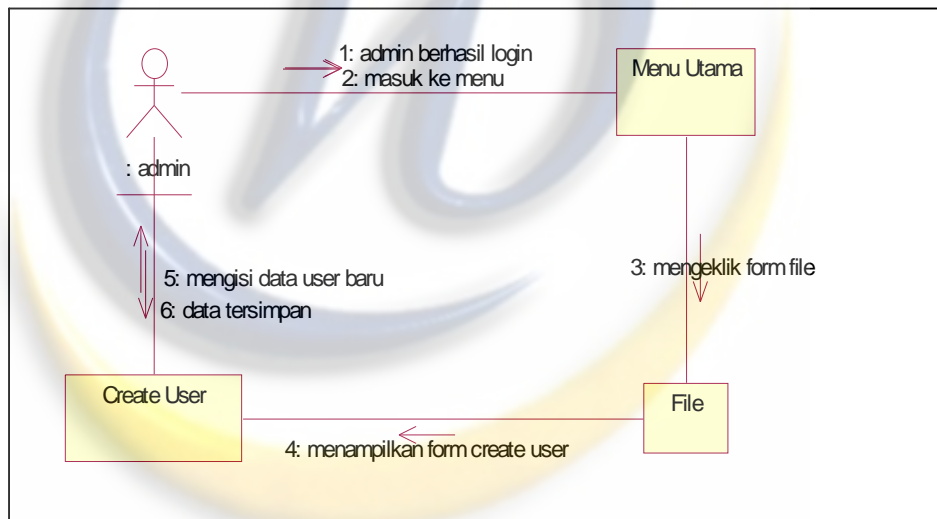 1: admin berhasil login
2: masuk ke menu
Menu Utama
: admin
3: mengeklik form file
5: mengisi data user baru
6: data tersimpan
Create User
File
4: menampilkan form create user